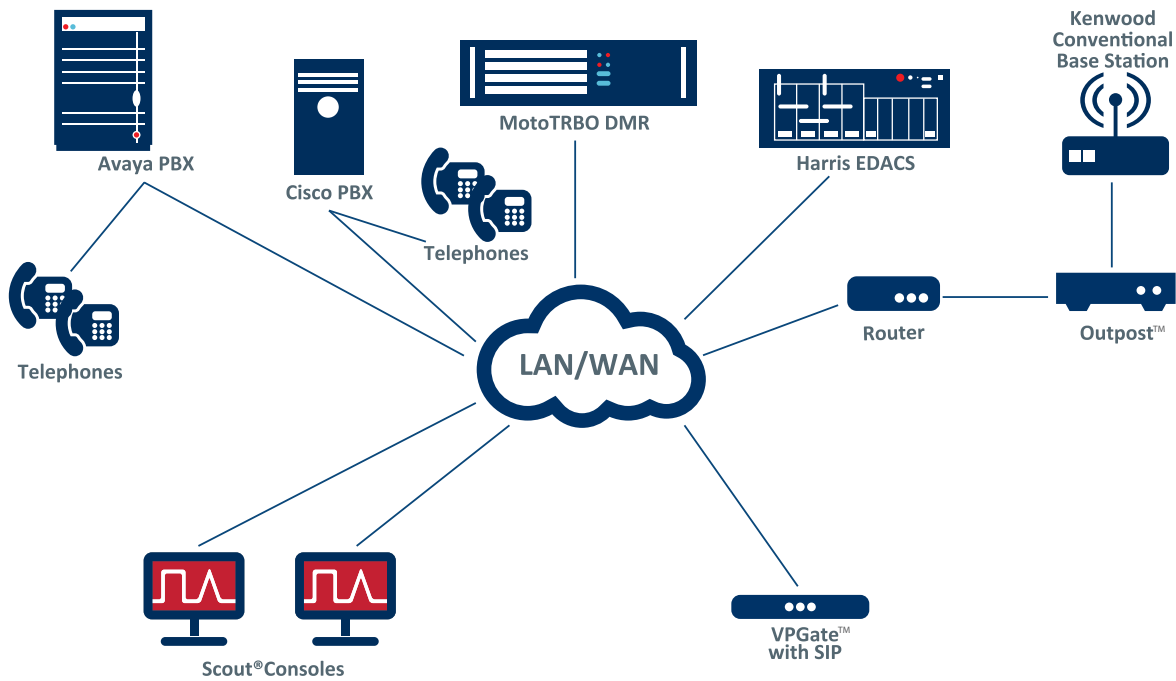 Kenwood
Conventional
Base Station
MotoTRBO DMR
Avaya PBX
Harris EDACS
Cisco PBX
Telephones
Router
Outpost™
LAN/WAN
Telephones
VPGate™
with SIP
Scout®Consoles